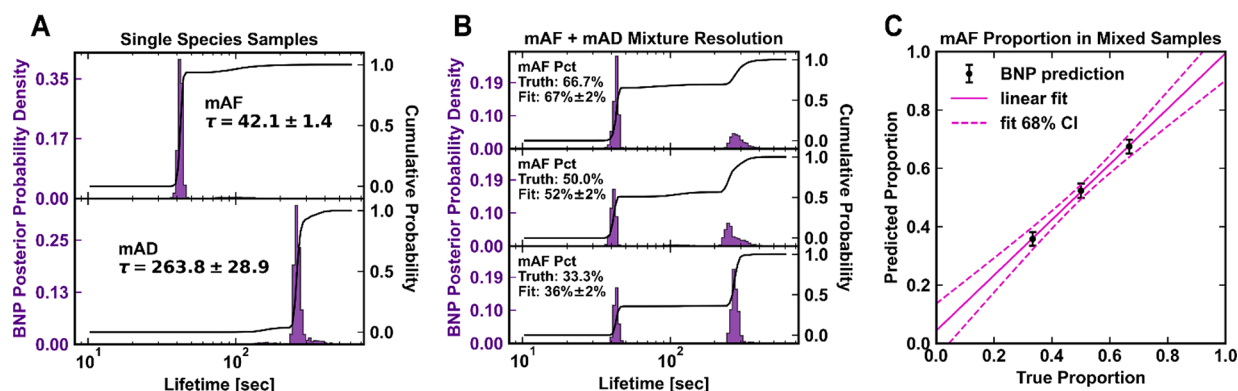 A
Single Species Samples
BNP Posterior Probability Density
0.35
0.17
0.00
mAF
τ = 42.1 ± 1.4
1.0
0.5
0.0
0.25
0.13
0.00
mAD
τ = 263.8 ± 28.9
1.0
0.5
0.0
Cumulative Probability
10¹
10²
Lifetime [sec]
B
mAF + mAD Mixture Resolution
BNP Posterior Probability Density
0.19
0.10
0.00
mAF Pct
Truth: 66.7%
Fit: 67%±2%
1.0
0.5
0.0
0.19
0.10
0.00
mAF Pct
Truth: 50.0%
Fit: 52%±2%
1.0
0.5
0.0
0.19
0.10
0.00
mAF Pct
Truth: 33.3%
Fit: 36%±2%
1.0
0.5
0.0
Cumulative Probability
10¹
10²
Lifetime [sec]
C
mAF Proportion in Mixed Samples
Predicted Proportion
1.0
0.8
0.6
0.4
0.2
0.0
BNP prediction
linear fit
fit 68% CI
0.0 0.2 0.4 0.6 0.8 1.0
True Proportion